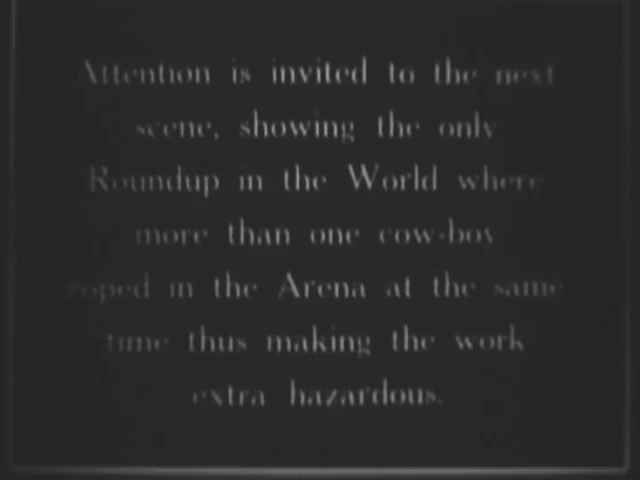 Attention is invited to the next
scene, showing the only
Roundup in the World where
more than one cow-boy
roped in the Arena at the same
time thus making the work
extra hazardous.